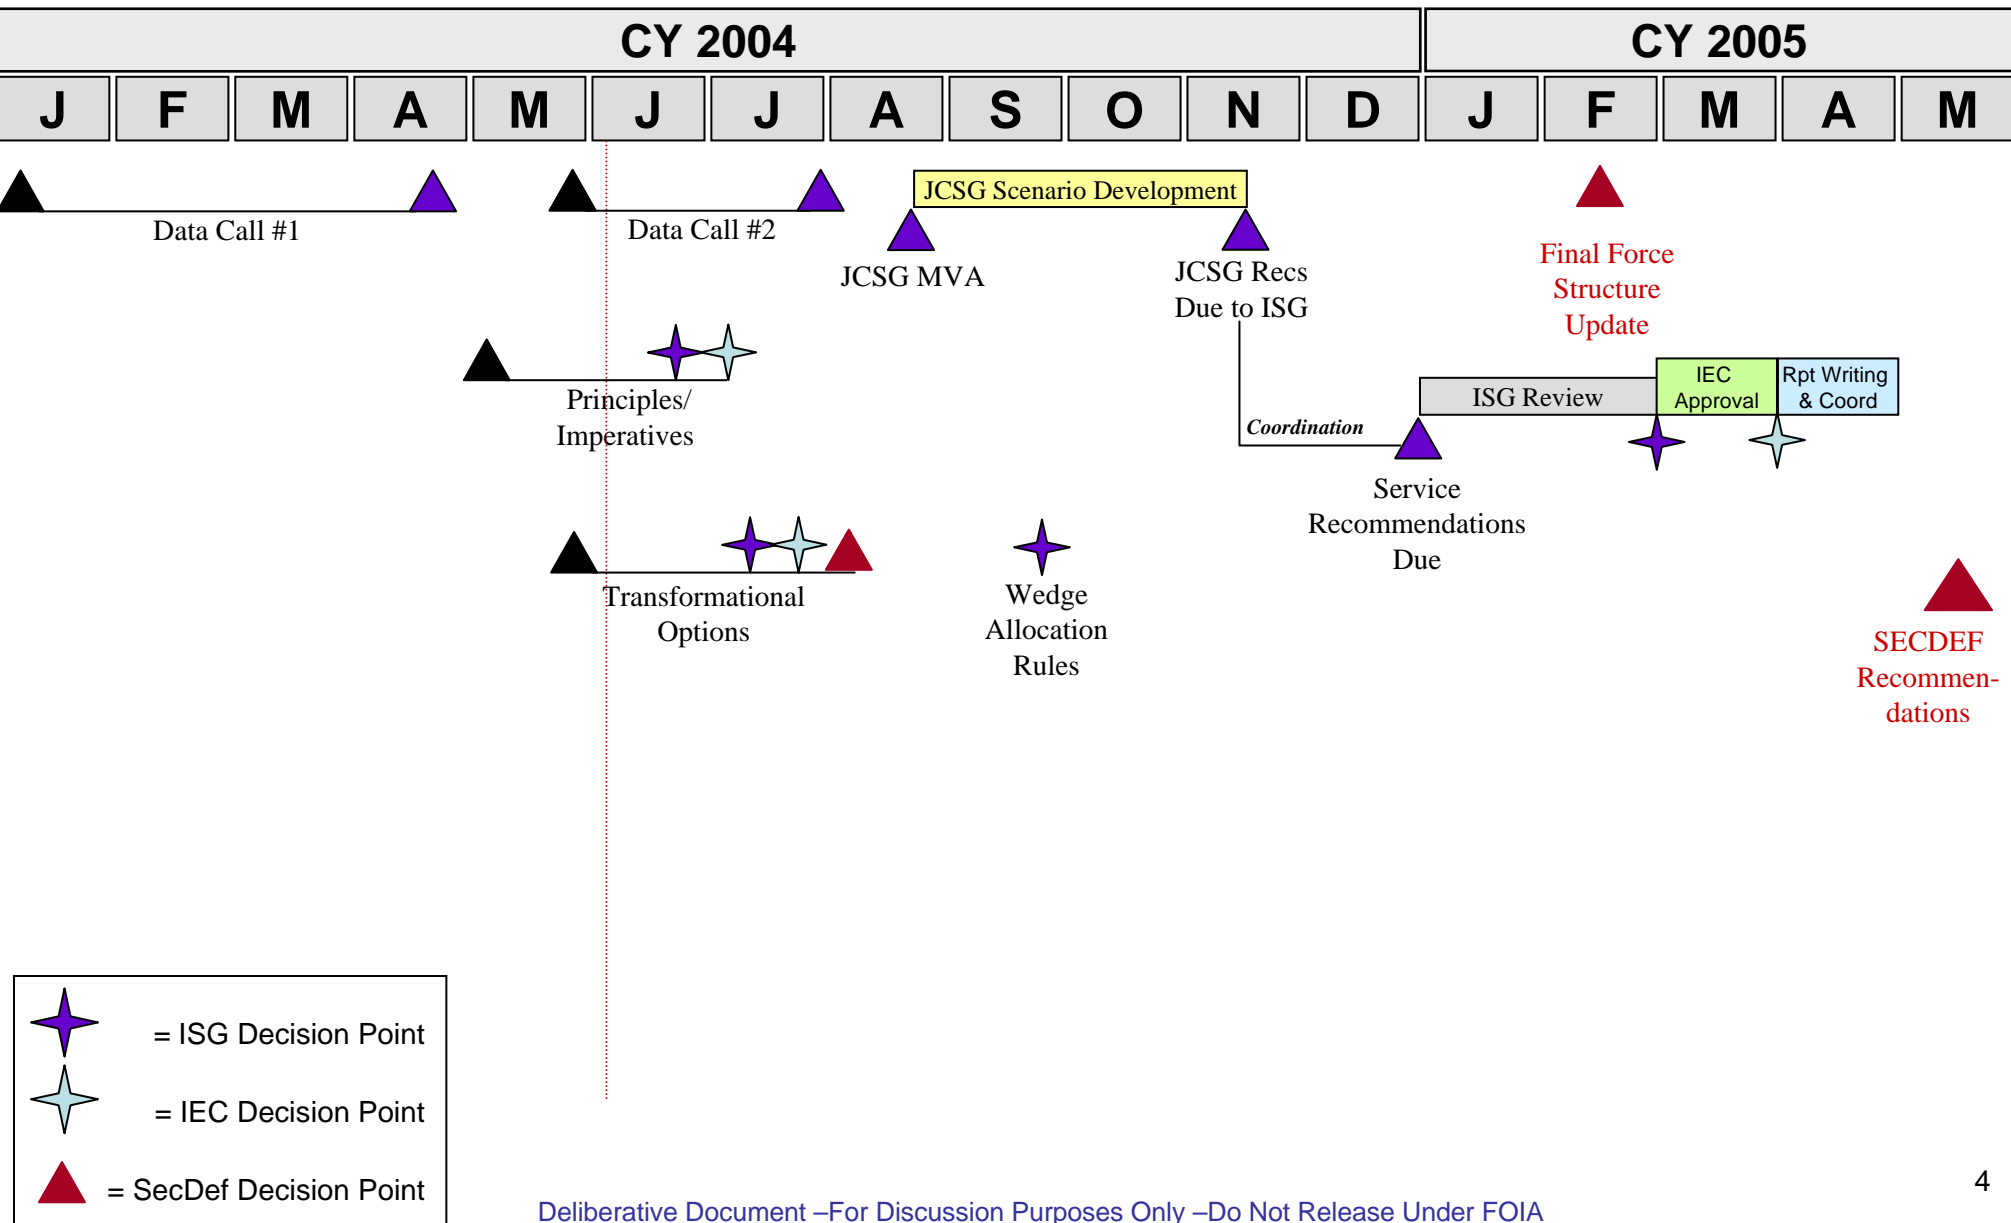 CY 2004
CY 2005
J F M A M J J A S O N D J F M A M
Data Call #1
Data Call #2
JCSG Scenario Development
JCSG MVA
JCSG Recs
Due to ISG
Final Force
Structure
Update
Principles/
Imperatives
Coordination
ISG Review
IEC
Approval
Rpt Writing
& Coord
Service
Recommendations
Due
Transformational
Options
Wedge
Allocation
Rules
SECDEF
Recommen-
dations
= ISG Decision Point
= IEC Decision Point
= SecDef Decision Point
4
Deliberative Document –For Discussion Purposes Only –Do Not Release Under FOIA